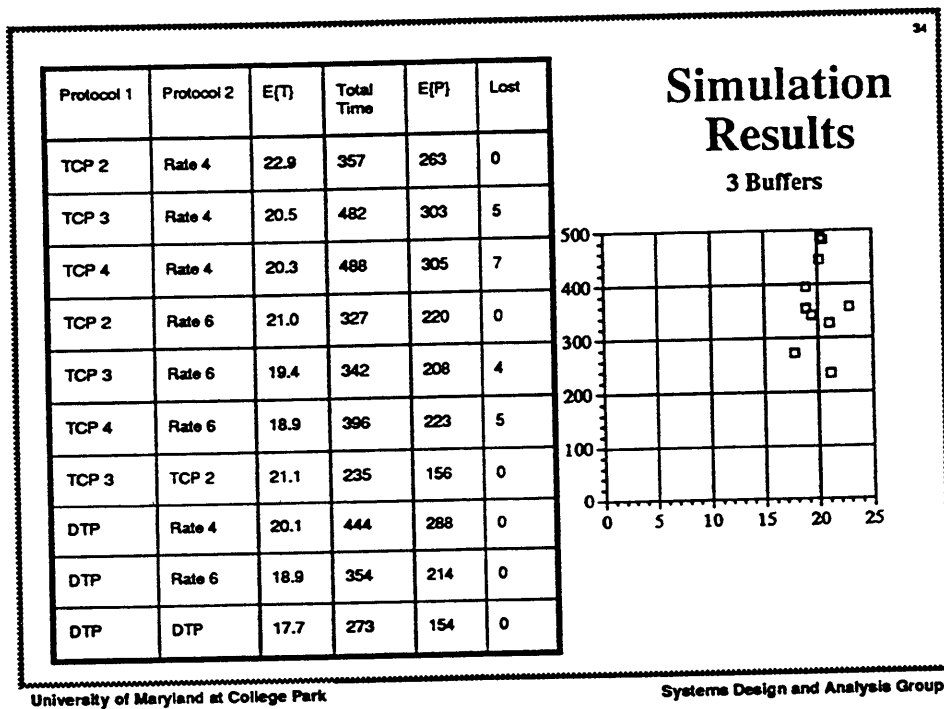 34
Protocol 1 Protocol 2 E{T} Total Time E{P} Lost
TCP 2 Rate 4 22.9 357 263 0
TCP 3 Rate 4 20.5 482 303 5
TCP 4 Rate 4 20.3 488 305 7
TCP 2 Rate 6 21.0 327 220 0
TCP 3 Rate 6 19.4 342 208 4
TCP 4 Rate 6 18.9 396 223 5
TCP 3 TCP 2 21.1 235 156 0
DTP Rate 4 20.1 444 288 0
DTP Rate 6 18.9 354 214 0
DTP DTP 17.7 273 154 0
Simulation
Results
3 Buffers
500
400
300
200
100
0
0 5 10 15 20 25
University of Maryland at College Park
Systems Design and Analysis Group